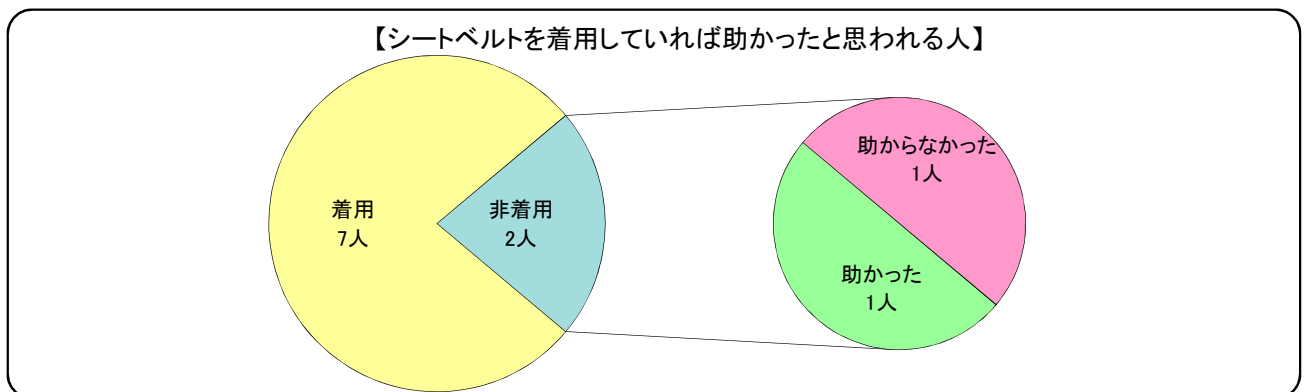 【シートベルトを着用していれば助かったと思われる人】
着用
7人
非着用
2人
助からなかった
1人
助かった
1人